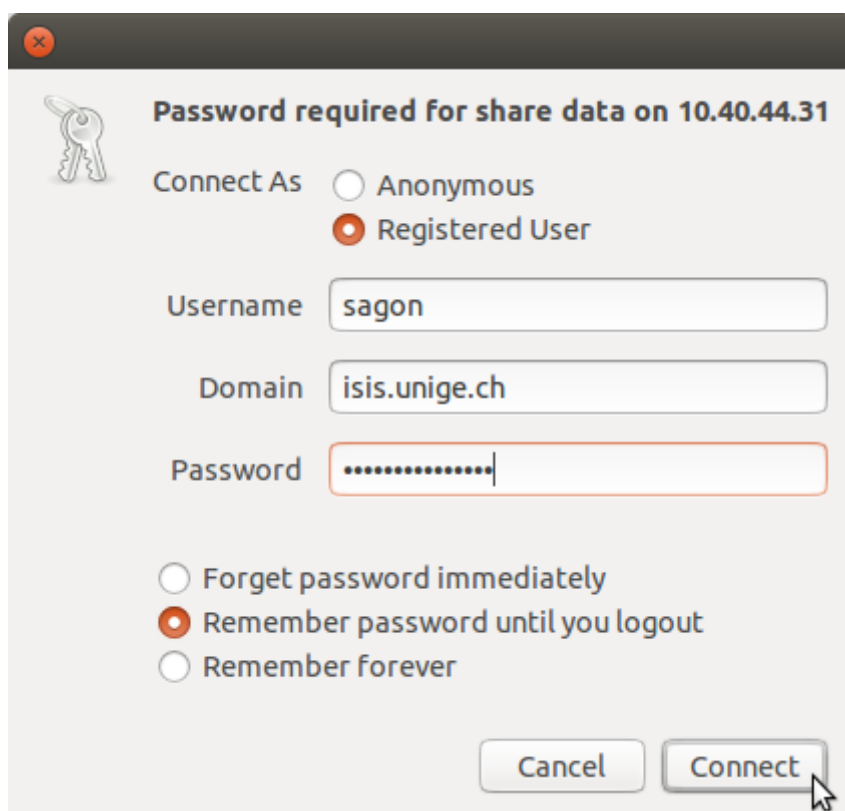 Password required for share data on 10.40.44.31
Connect As
Anonymous
Registered User
Username sagon
Domain isis.unige.ch
Password •••••••••••••••
Forget password immediately
Remember password until you logout
Remember forever
Cancel Connect